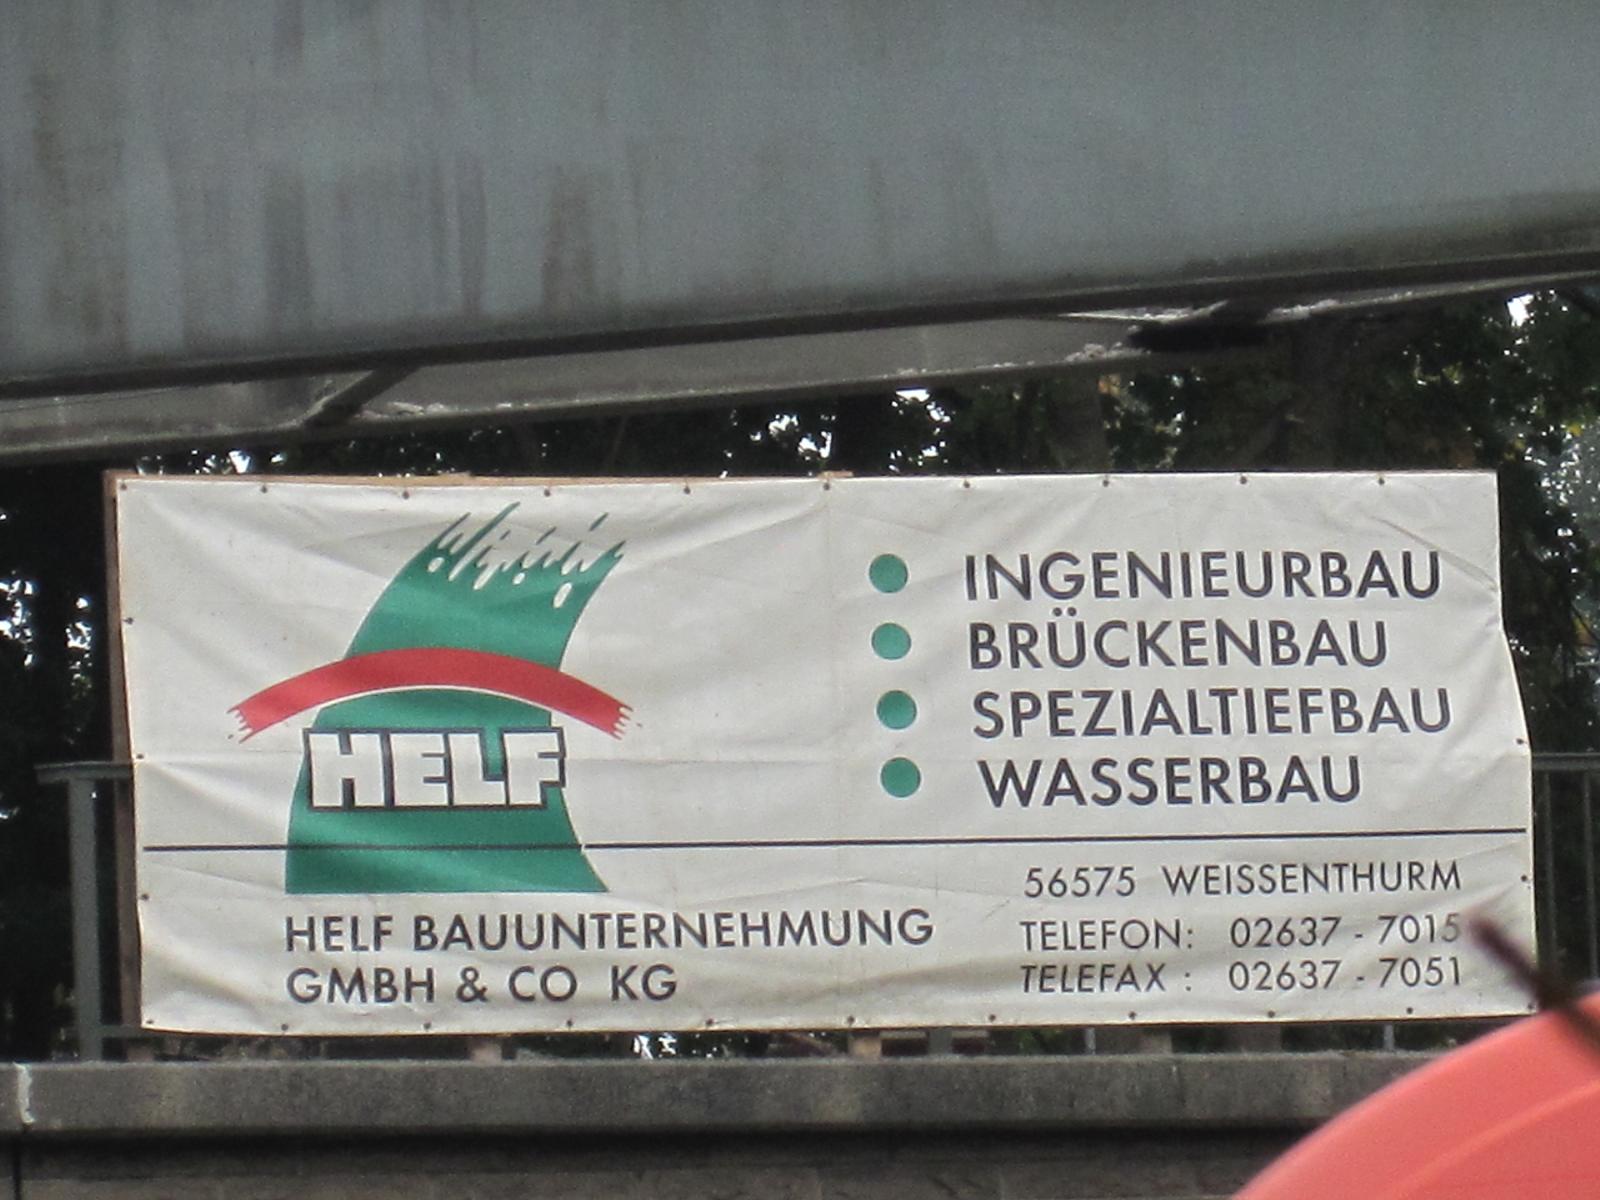 HELF
HELF BAUUNTERNEHMUNG
GMBH & CO KG
INGENIEURBAU
BRÜCKENBAU
SPEZIALTIEFBAU
WASSERBAU
56575 WEISSENTHURM
TELEFON: 02637 - 7015
TELEFAX : 02637 - 7051